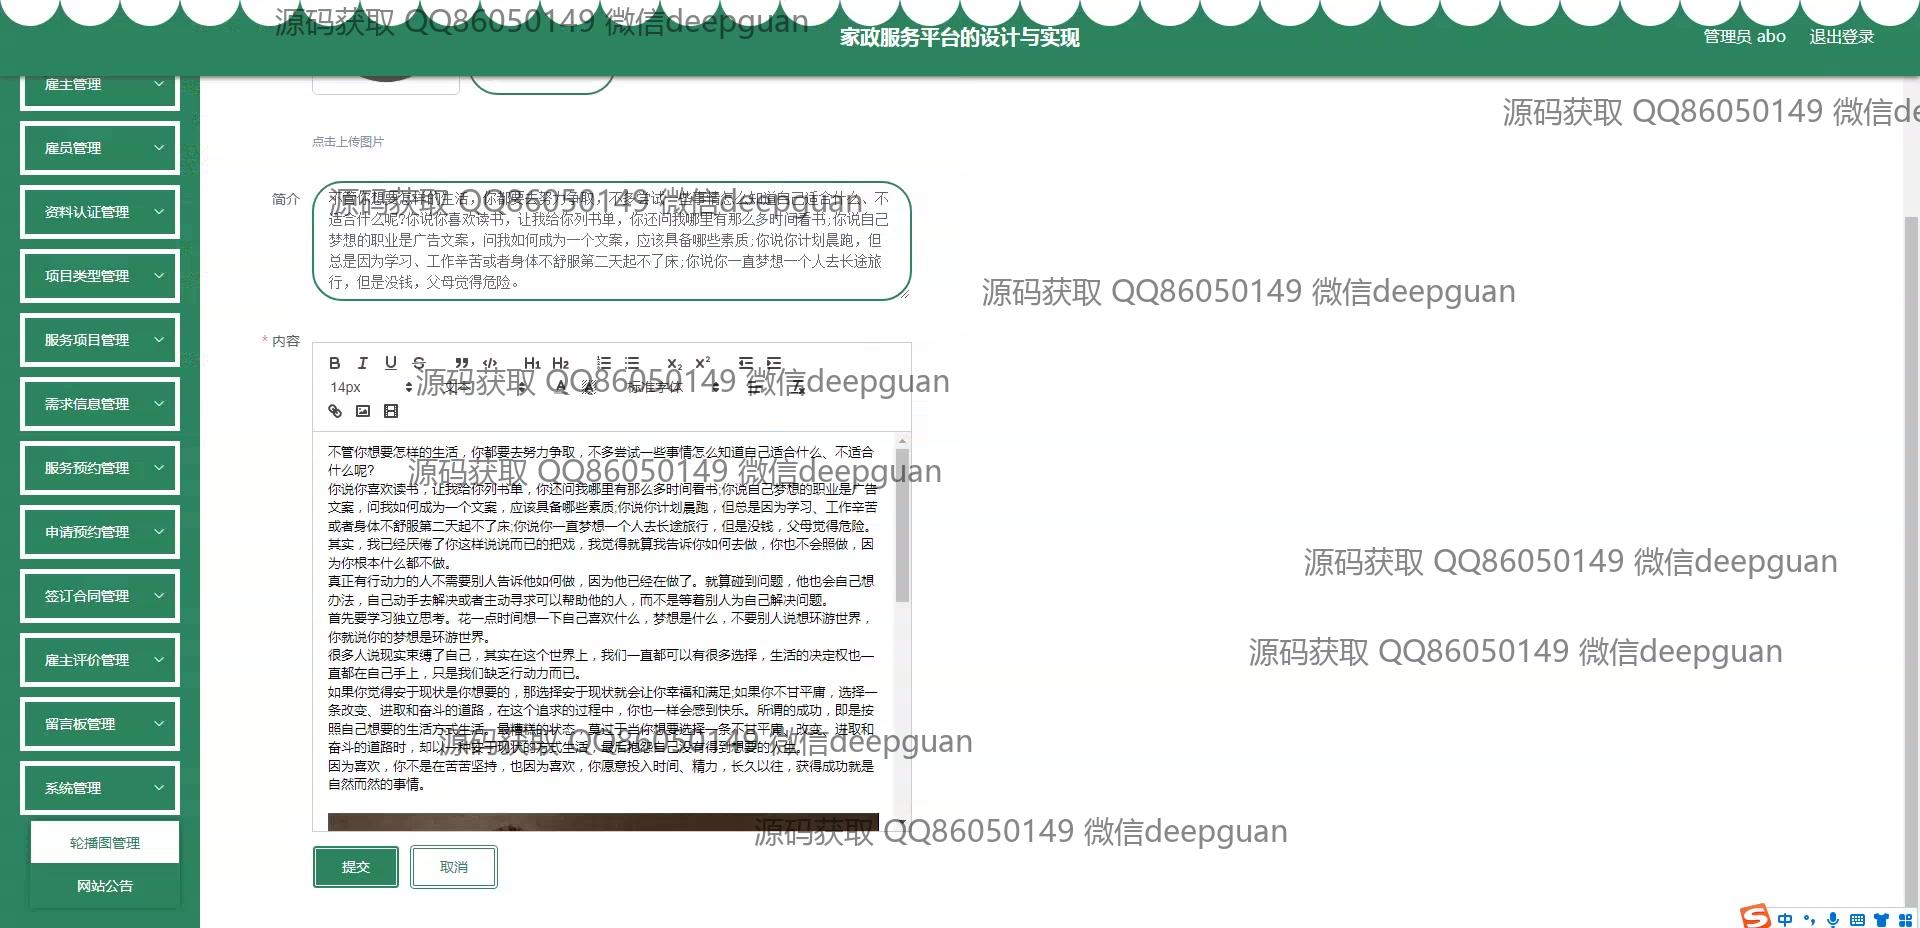 源码获取 QQ86050149 微信deepguan
家政服务平台的设计与实现
管理员 abo
退出登录
雇主管理
雇员管理
资料认证管理
项目类型管理
服务项目管理
需求信息管理
服务预约管理
申请预约管理
签订合同管理
雇主评价管理
留言板管理
系统管理
轮播图管理
网站公告
源码获取 QQ86050149 微信de
点击上传图片
简介
源码获取 QQ86050149 微信deepguan
不管你想要怎样的生活，你都要去努力争取，不多尝试一些事情怎么知道自己适合什么、不
适合什么呢?你说你喜欢读书，让我给你列书单，你还问我哪里有那么多时间看书;你说自己
梦想的职业是广告文案，问我如何成为一个文案，应该具备哪些素质;你说你计划晨跑，但
总是因为学习、工作辛苦或者身体不舒服第二天起不了床;你说你一直梦想一个人去长途旅
行，但是没钱，父母觉得危险。
源码获取 QQ86050149 微信deepguan
* 内容
B I U S H1 H2 X2 X2
14px 文本 A A 标准字体
源码获取 QQ86050149 微信deepguan
不管你想要怎样的生活，你都要去努力争取，不多尝试一些事情怎么知道自己适合什么、不适合
什么呢?
源码获取 QQ86050149 微信deepguan
你说你喜欢读书，让我给你列书单，你还问我哪里有那么多时间看书;你说自己梦想的职业是广告
文案，问我如何成为一个文案，应该具备哪些素质;你说你计划晨跑，但总是因为学习、工作辛苦
或者身体不舒服第二天起不了床;你说你一直梦想一个人去长途旅行，但是没钱，父母觉得危险。
其实，我已经厌倦了你这样说说而已的把戏，我觉得就算我告诉你如何去做，你也不会照做，因
为你根本什么都不做。
真正有行动力的人不需要别人告诉他如何做，因为他已经在做了。就算碰到问题，他也会自己想
办法，自己动手去解决或者主动寻求可以帮助他的人，而不是等着别人为自己解决问题。
首先要学习独立思考。花一点时间想一下自己喜欢什么，梦想是什么，不要别人说想环游世界，
你就说你的梦想是环游世界。
很多人说现实束缚了自己，其实在这个世界上，我们一直都可以有很多选择，生活的决定权也一
直都在自己手上，只是我们缺乏行动力而已。
如果你觉得安于现状是你想要的，那选择安于现状就会让你幸福和满足;如果你不甘平庸，选择一
条改变、进取和奋斗的道路，在这个追求的过程中，你也一样会感到快乐。所谓的成功，即是按
照自己想要的生活方式生活。最糟糕的状态，莫过于当你想要选择一条不甘平庸、改变、进取和
奋斗的道路时，却以一种安于现状的方式生活，最后抱怨自己没有得到想要的人生。
源码获取 QQ86050149 微信deepguan
因为喜欢，你不是在苦苦坚持，也因为喜欢，你愿意投入时间、精力，长久以往，获得成功就是
自然而然的事情。
源码获取 QQ86050149 微信deepguan
源码获取 QQ86050149 微信deepguan
源码获取 QQ86050149 微信deepguan
提交
取消
中